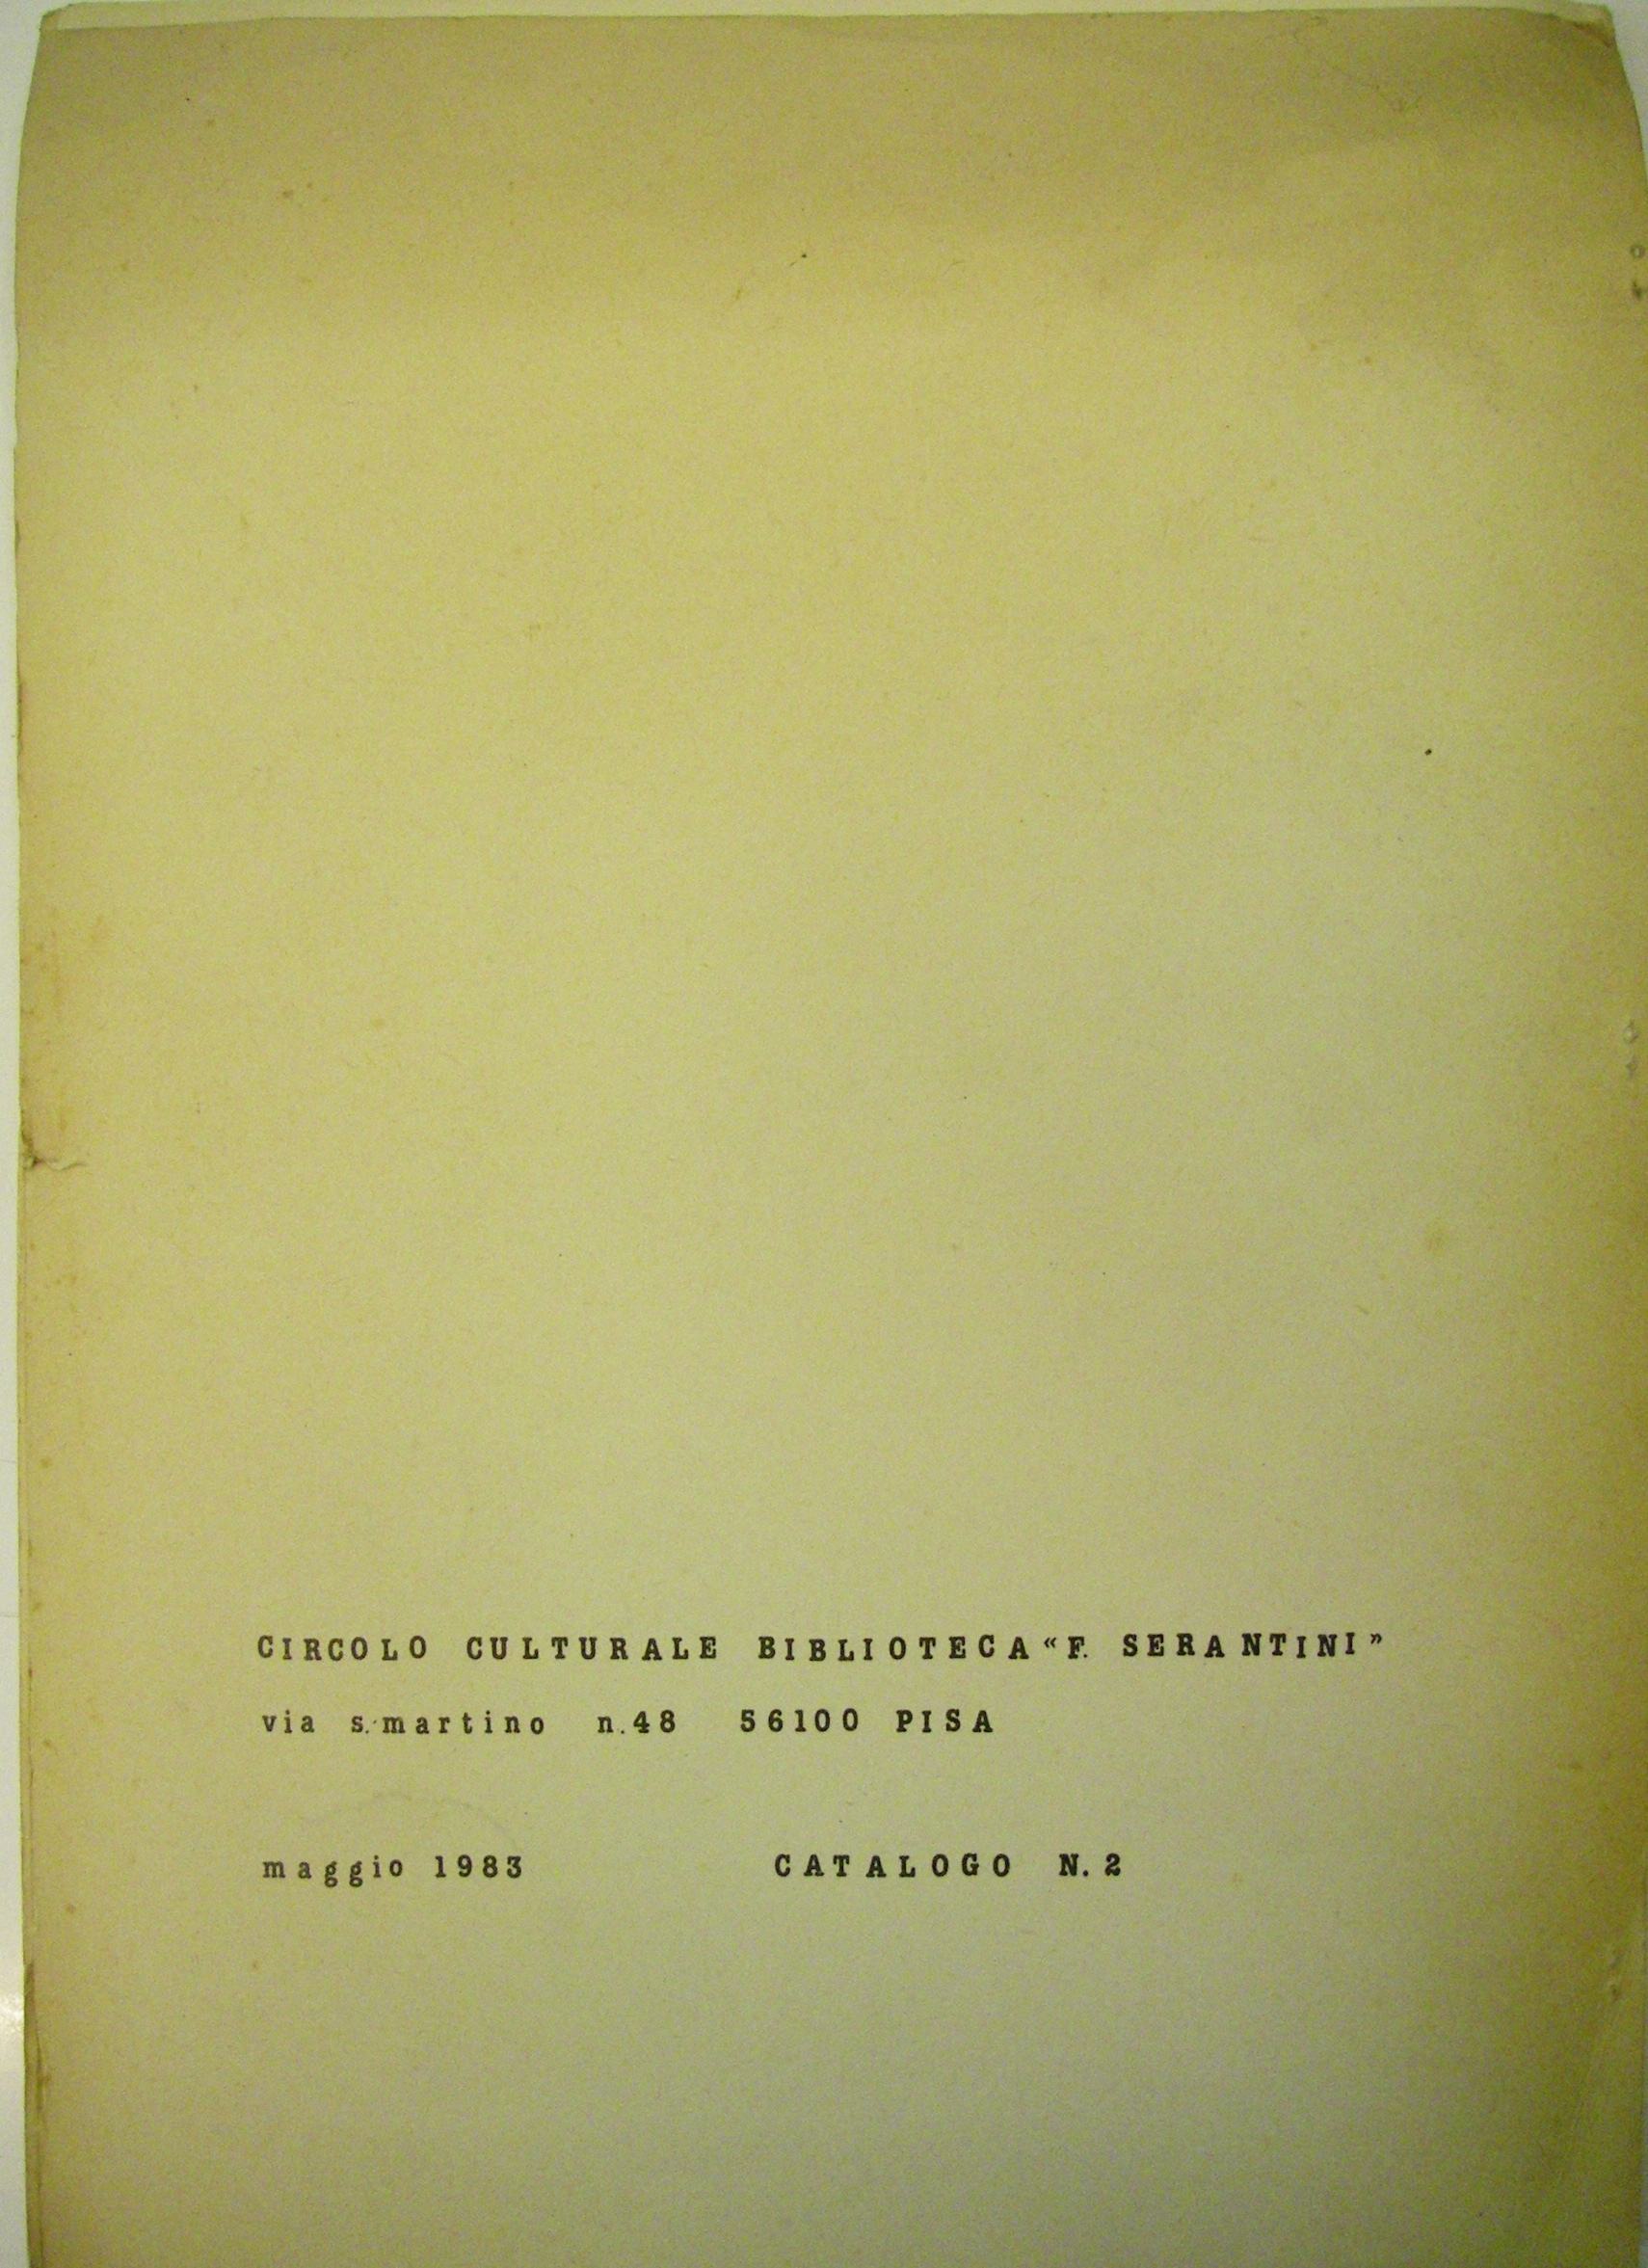 CIRCOLO CULTURALE BIBLIOTECA «F. SERANTINI»
via s.martino n.48 56100 PISA
maggio 1983 CATALOGO N.2